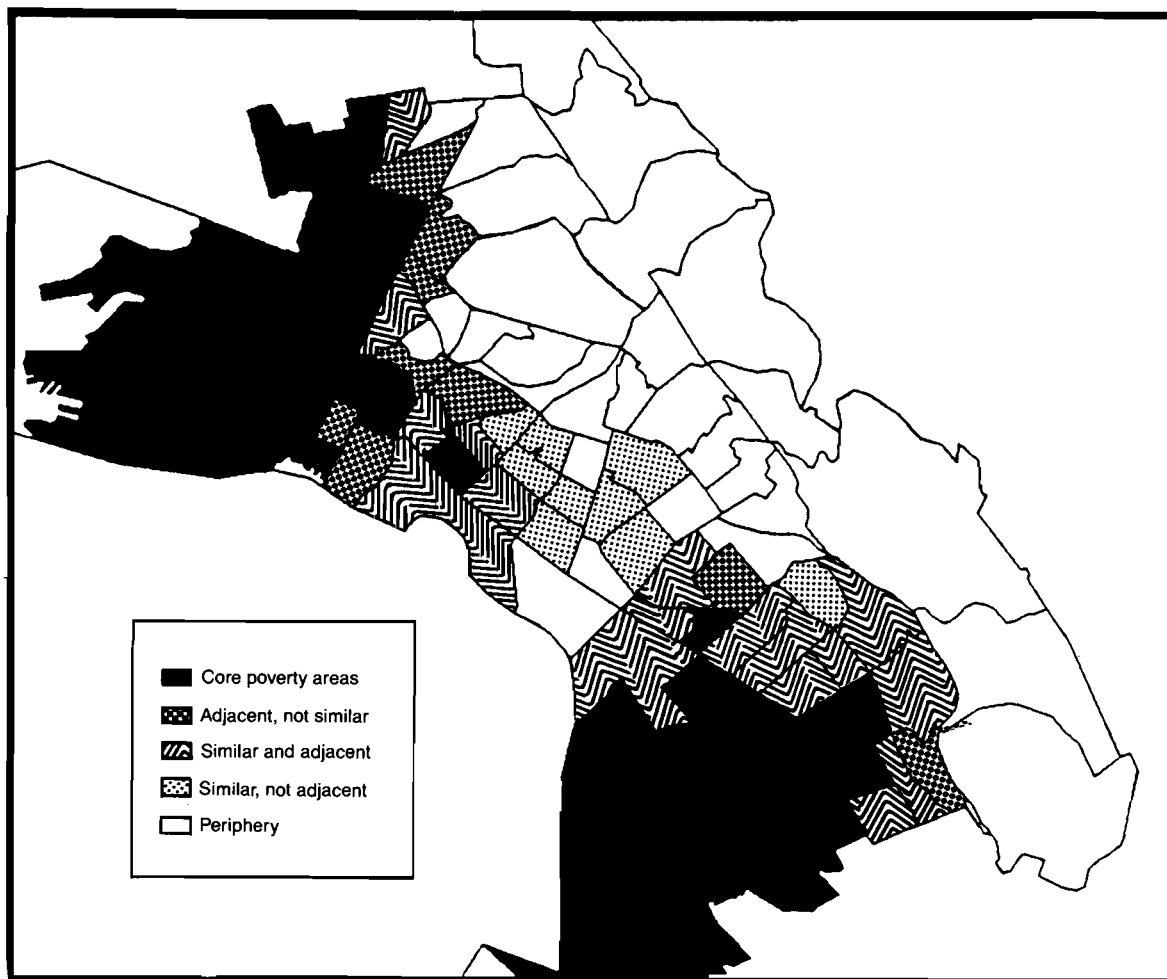 Core poverty areas
Adjacent, not similar
Similar and adjacent
Similar, not adjacent
Periphery